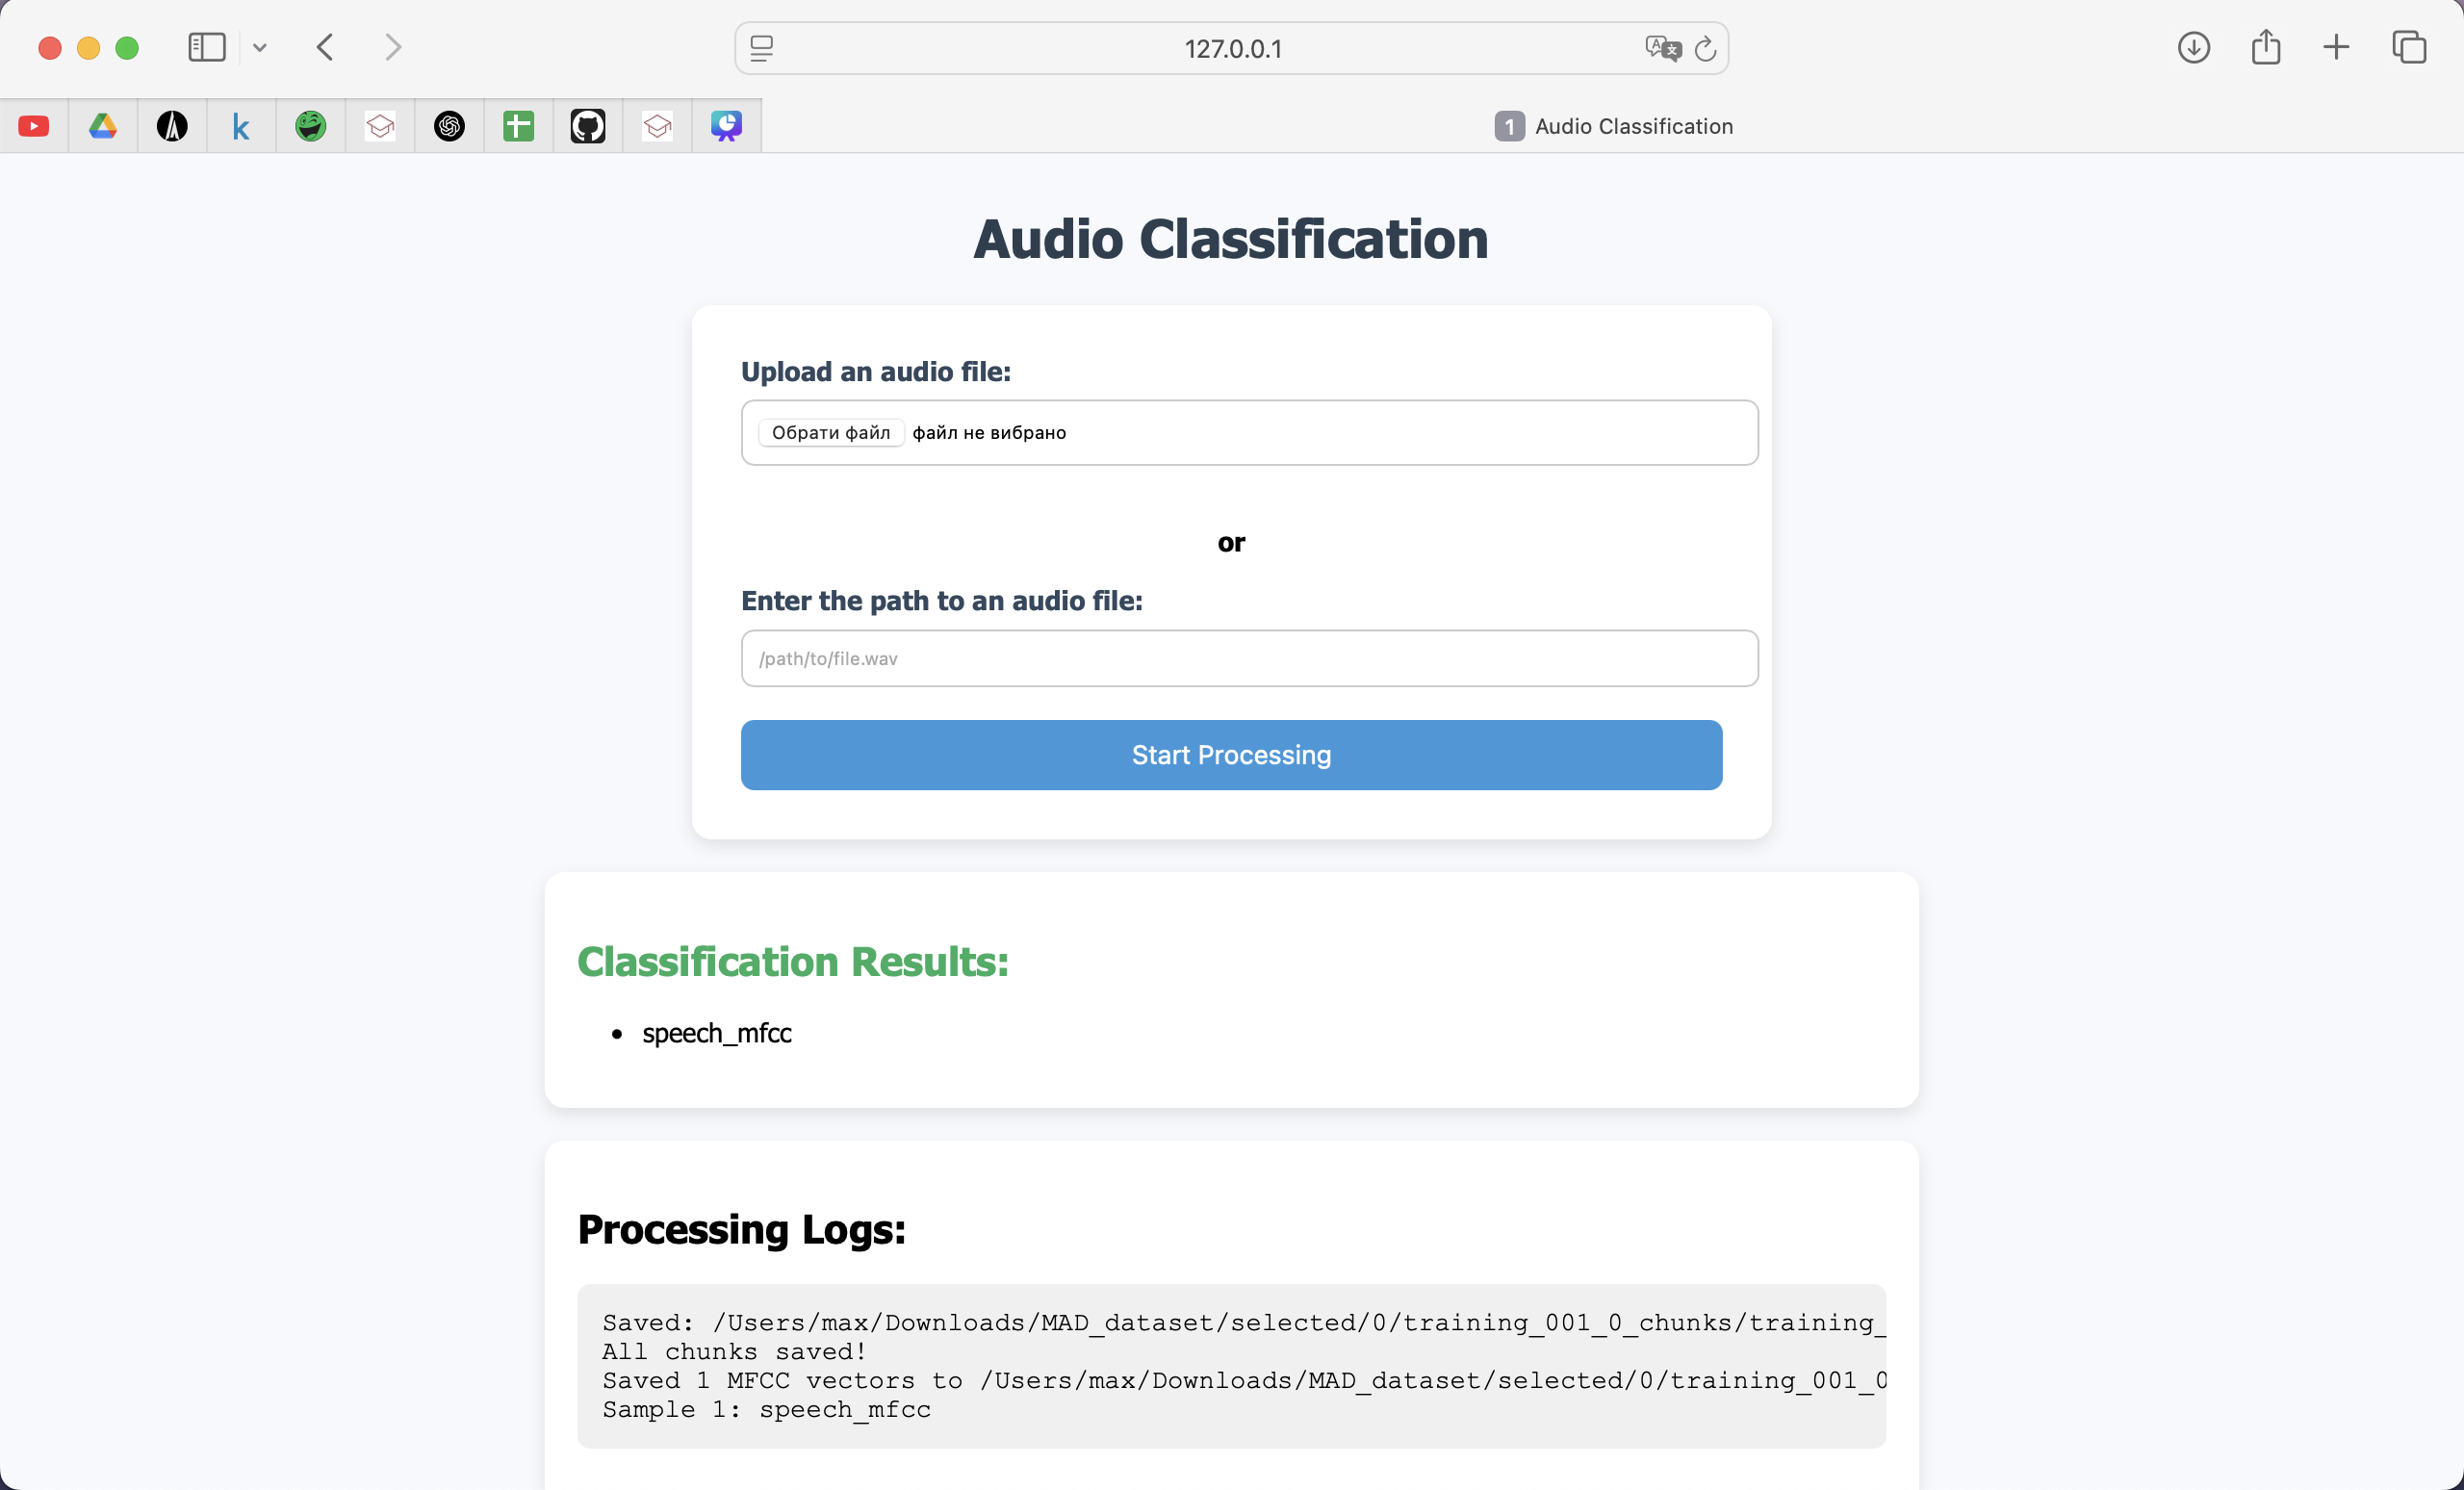 127.0.0.1
1 Audio Classification
Audio Classification
Upload an audio file:
Обрати файл файл не вибрано
or
Enter the path to an audio file:
/path/to/file.wav
Start Processing
Classification Results:
• speech_mfcc
Processing Logs:
Saved: /Users/max/Downloads/MAD_dataset/selected/0/training_001_0_chunks/training_
All chunks saved!
Saved 1 MFCC vectors to /Users/max/Downloads/MAD_dataset/selected/0/training_001_0
Sample 1: speech_mfcc